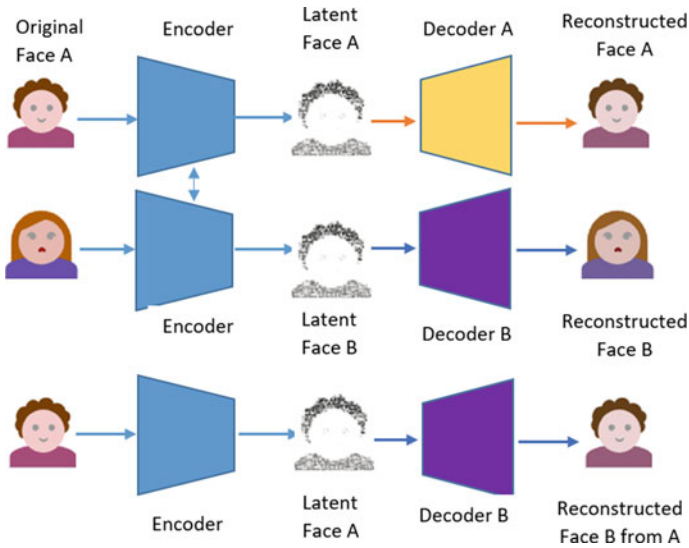 Original
Face A
Encoder
Latent
Face A
Decoder A
Reconstructed
Face A
Encoder
Latent
Face B
Decoder B
Reconstructed
Face B
Encoder
Latent
Face A
Decoder B
Reconstructed
Face B from A